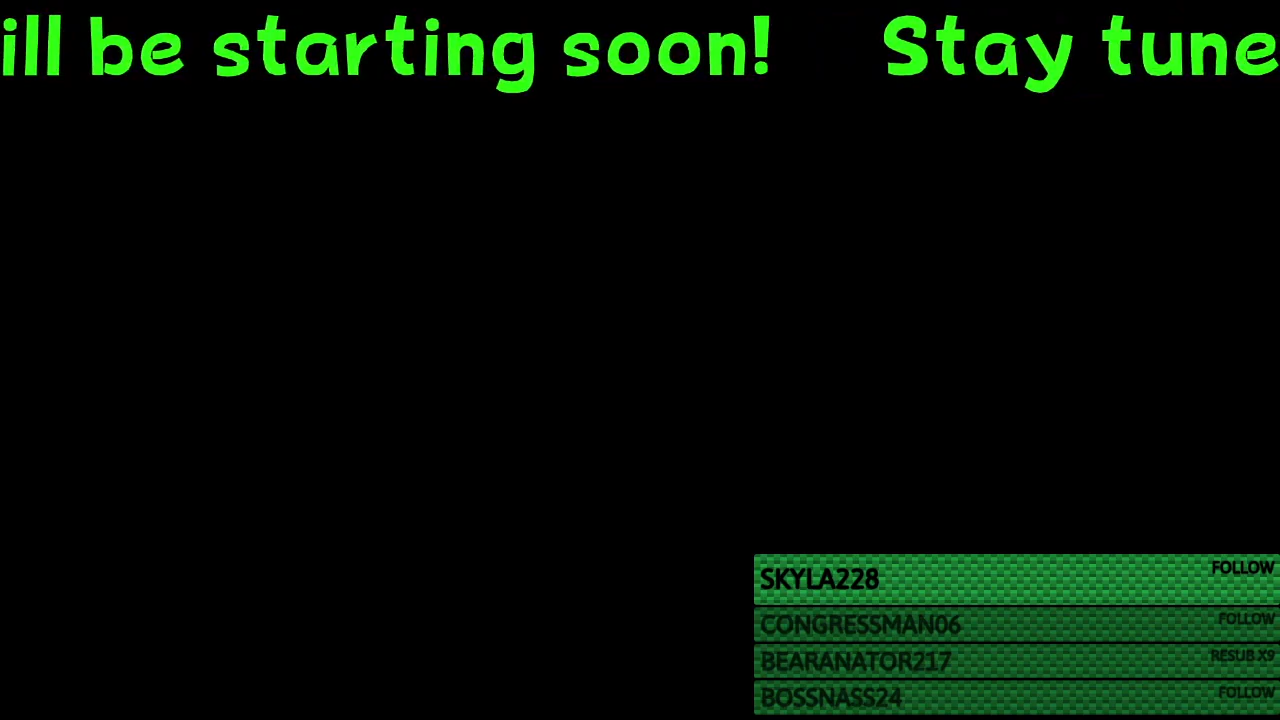 ill be starting soon! Stay tune
SKYLA228 FOLLOW
CONGRESSMAN06 FOLLOW
BEARANATOR217 RESUB X9
BOSSNASS24 FOLLOW